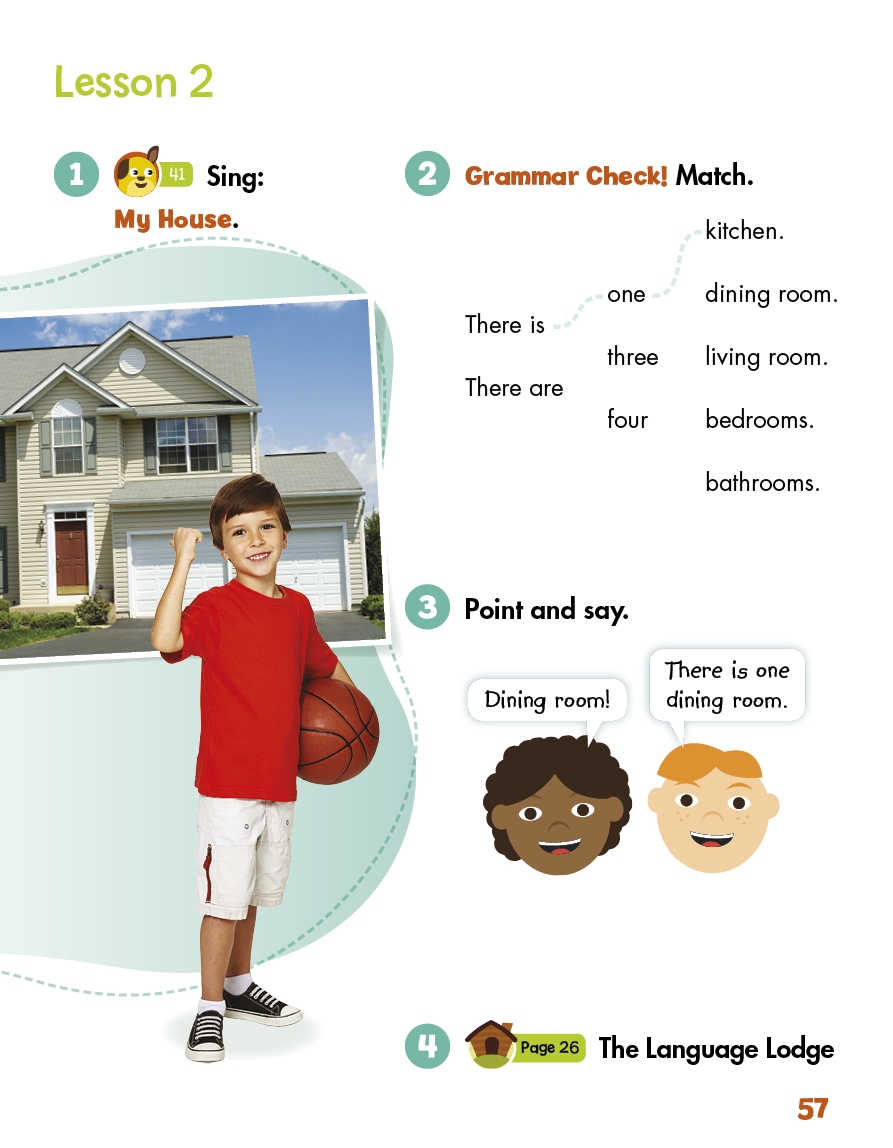 Lesson 2
1
41
Sing:
My House.
2
Grammar Check! Match.
There is
There are
one
three
four
kitchen.
dining room.
living room.
bedrooms.
bathrooms.
3
Point and say.
Dining room!
There is one
dining room.
4
Page 26
The Language Lodge
57